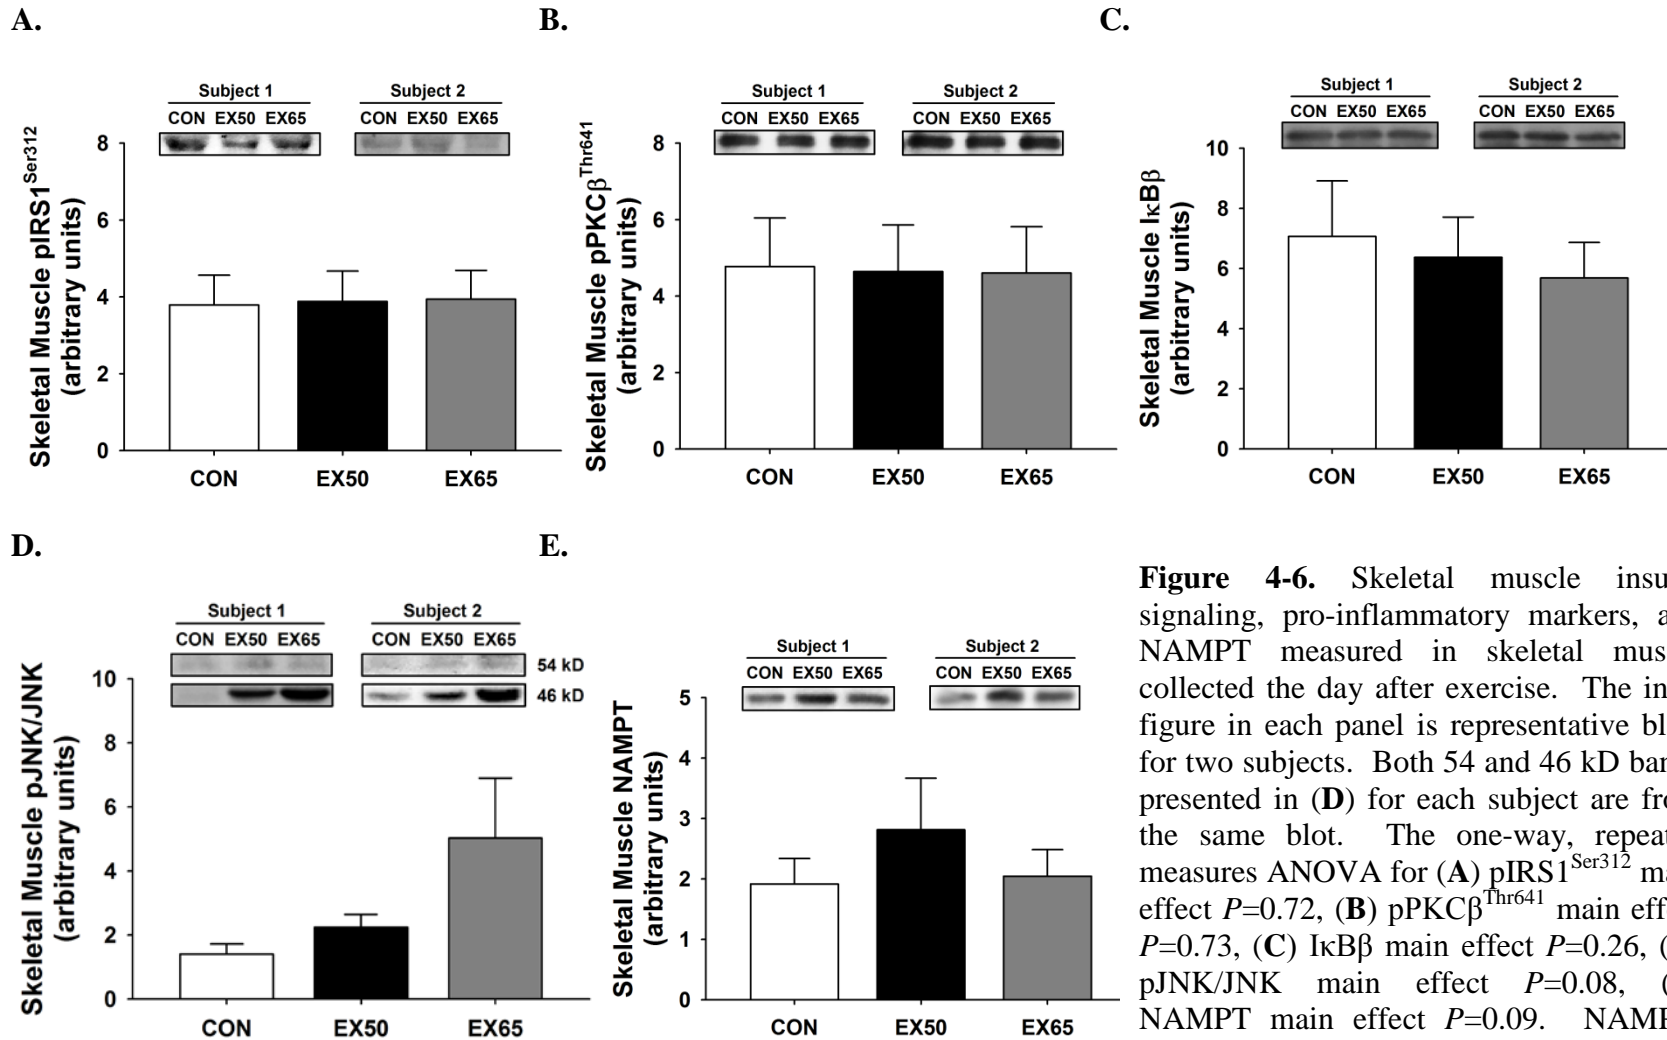 A.
Subject 1 Subject 2
CON EX50 EX65 CON EX50 EX65
Skeletal Muscle pIRS1Ser312
(arbitrary units)
8
6
4
2
0
CON EX50 EX65
B.
Subject 1 Subject 2
CON EX50 EX65 CON EX50 EX65
Skeletal Muscle pPKCβThr641
(arbitrary units)
8
6
4
2
0
CON EX50 EX65
C.
Subject 1 Subject 2
CON EX50 EX65 CON EX50 EX65
Skeletal Muscle IκBβ
(arbitrary units)
10
8
6
4
2
0
CON EX50 EX65
D.
Subject 1 Subject 2
CON EX50 EX65 CON EX50 EX65
54 kD
46 kD
Skeletal Muscle pJNK/JNK
(arbitrary units)
10
8
6
4
2
0
CON EX50 EX65
E.
Subject 1 Subject 2
CON EX50 EX65 CON EX50 EX65
Skeletal Muscle NAMPT
(arbitrary units)
5
4
3
2
1
0
CON EX50 EX65
Figure 4-6. Skeletal muscle insu
signaling, pro-inflammatory markers, a
NAMPT measured in skeletal mus
collected the day after exercise. The in
figure in each panel is representative bl
for two subjects. Both 54 and 46 kD ban
presented in (D) for each subject are fro
the same blot. The one-way, repeat
measures ANOVA for (A) pIRS1Ser312 ma
effect P=0.72, (B) pPKCβThr641 main eff
P=0.73, (C) IκBβ main effect P=0.26, (
pJNK/JNK main effect P=0.08, (
NAMPT main effect P=0.09. NAMP